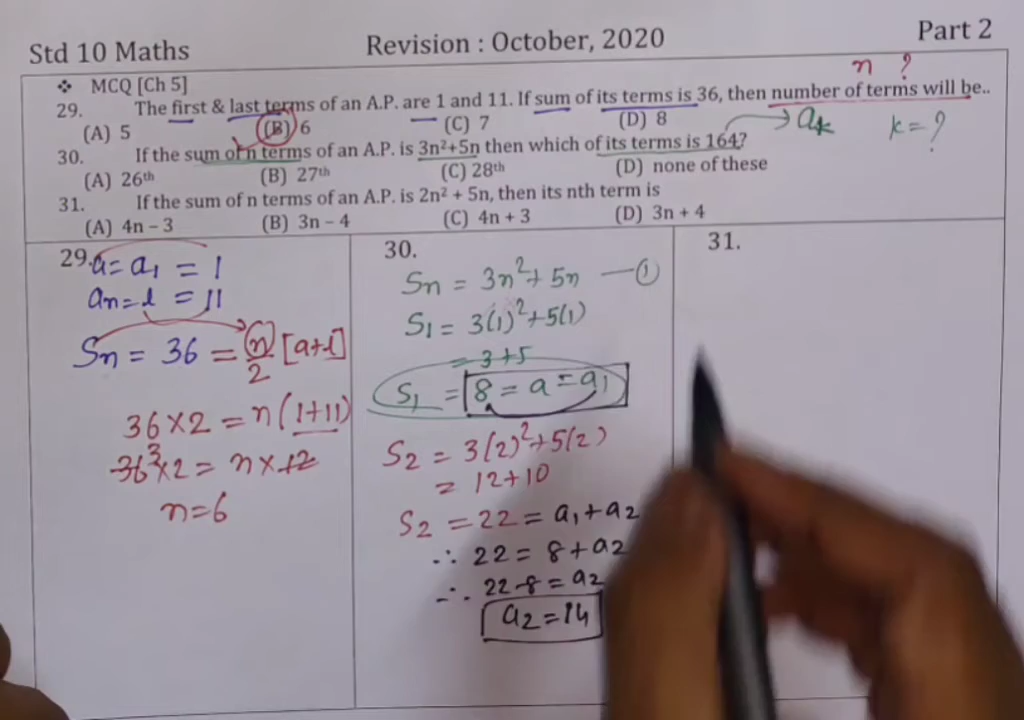 Std 10 Maths
Revision : October, 2020
Part 2
❖ MCQ [Ch 5]
n ?
29. The first & last terms of an A.P. are 1 and 11. If sum of its terms is 36, then number of terms will be..
(A) 5 (B) 6 (C) 7 (D) 8
aₖ k = ?
30. If the sum of n terms of an A.P. is 3n²+5n then which of its terms is 164?
(A) 26th (B) 27th (C) 28th (D) none of these
31. If the sum of n terms of an A.P. is 2n² + 5n, then its nth term is
(A) 4n – 3 (B) 3n – 4 (C) 4n + 3 (D) 3n + 4
29. a = a₁ = 1
aₙ = l = 11
Sₙ = 36 = n/2 [a+l]
36×2 = n(1+11)
36³×2 = n×12
n=6
30.
Sₙ = 3n²+5n —①
S₁ = 3(1)²+5(1)
= 3+5
S₁ = 8 = a = a₁
S₂ = 3(2)²+5(2)
= 12+10
S₂ = 22 = a₁+a₂
∴ 22 = 8+a₂
∴ 22-8 = a₂
a₂=14
31.